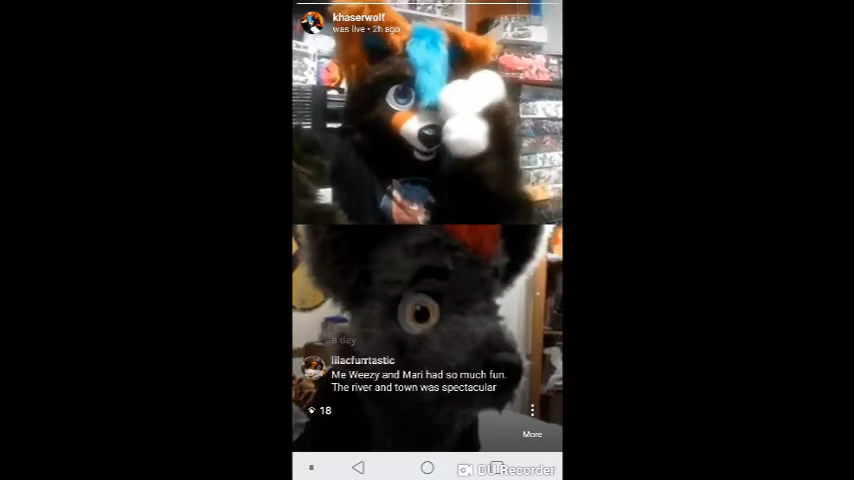 khaserwolf
was live • 2h ago
a day
lilacfurrtastic
Me Weezy and Mari had so much fun.
The river and town was spectacular
18
More
DU Recorder